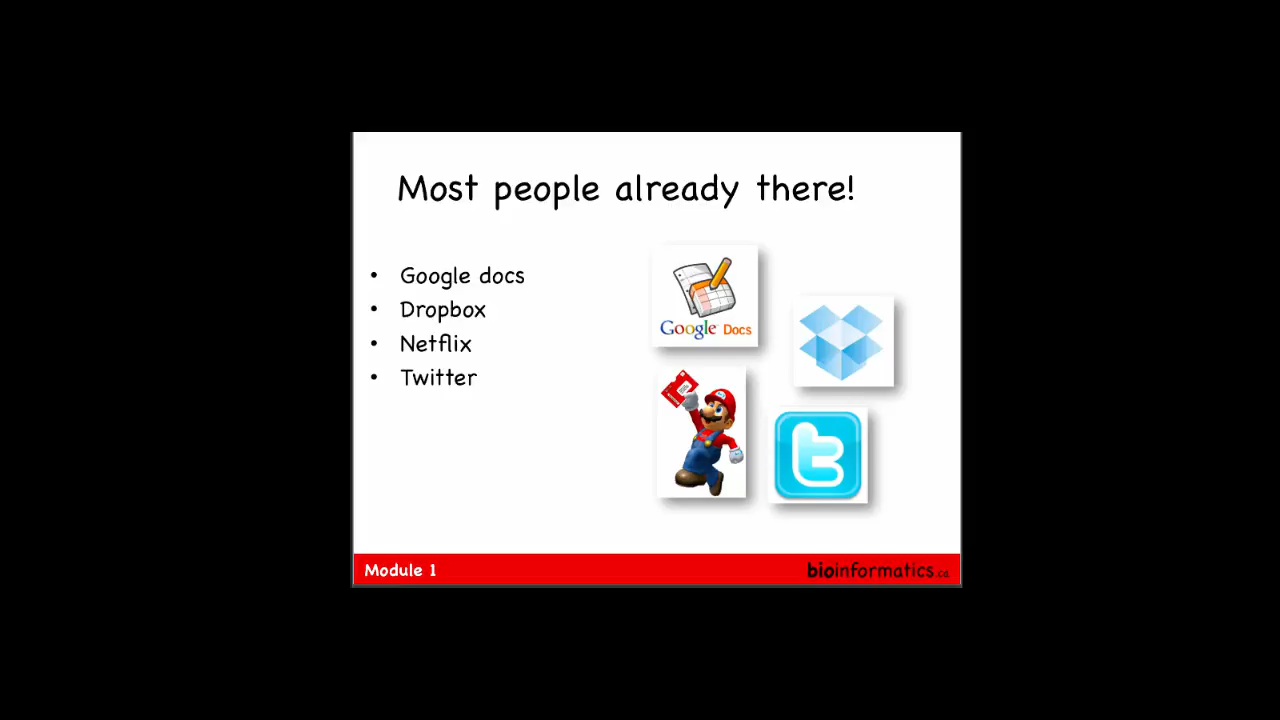 Most people already there!
• Google docs
• Dropbox
• Netflix
• Twitter
Google Docs
Module 1
bioinformatics.ca